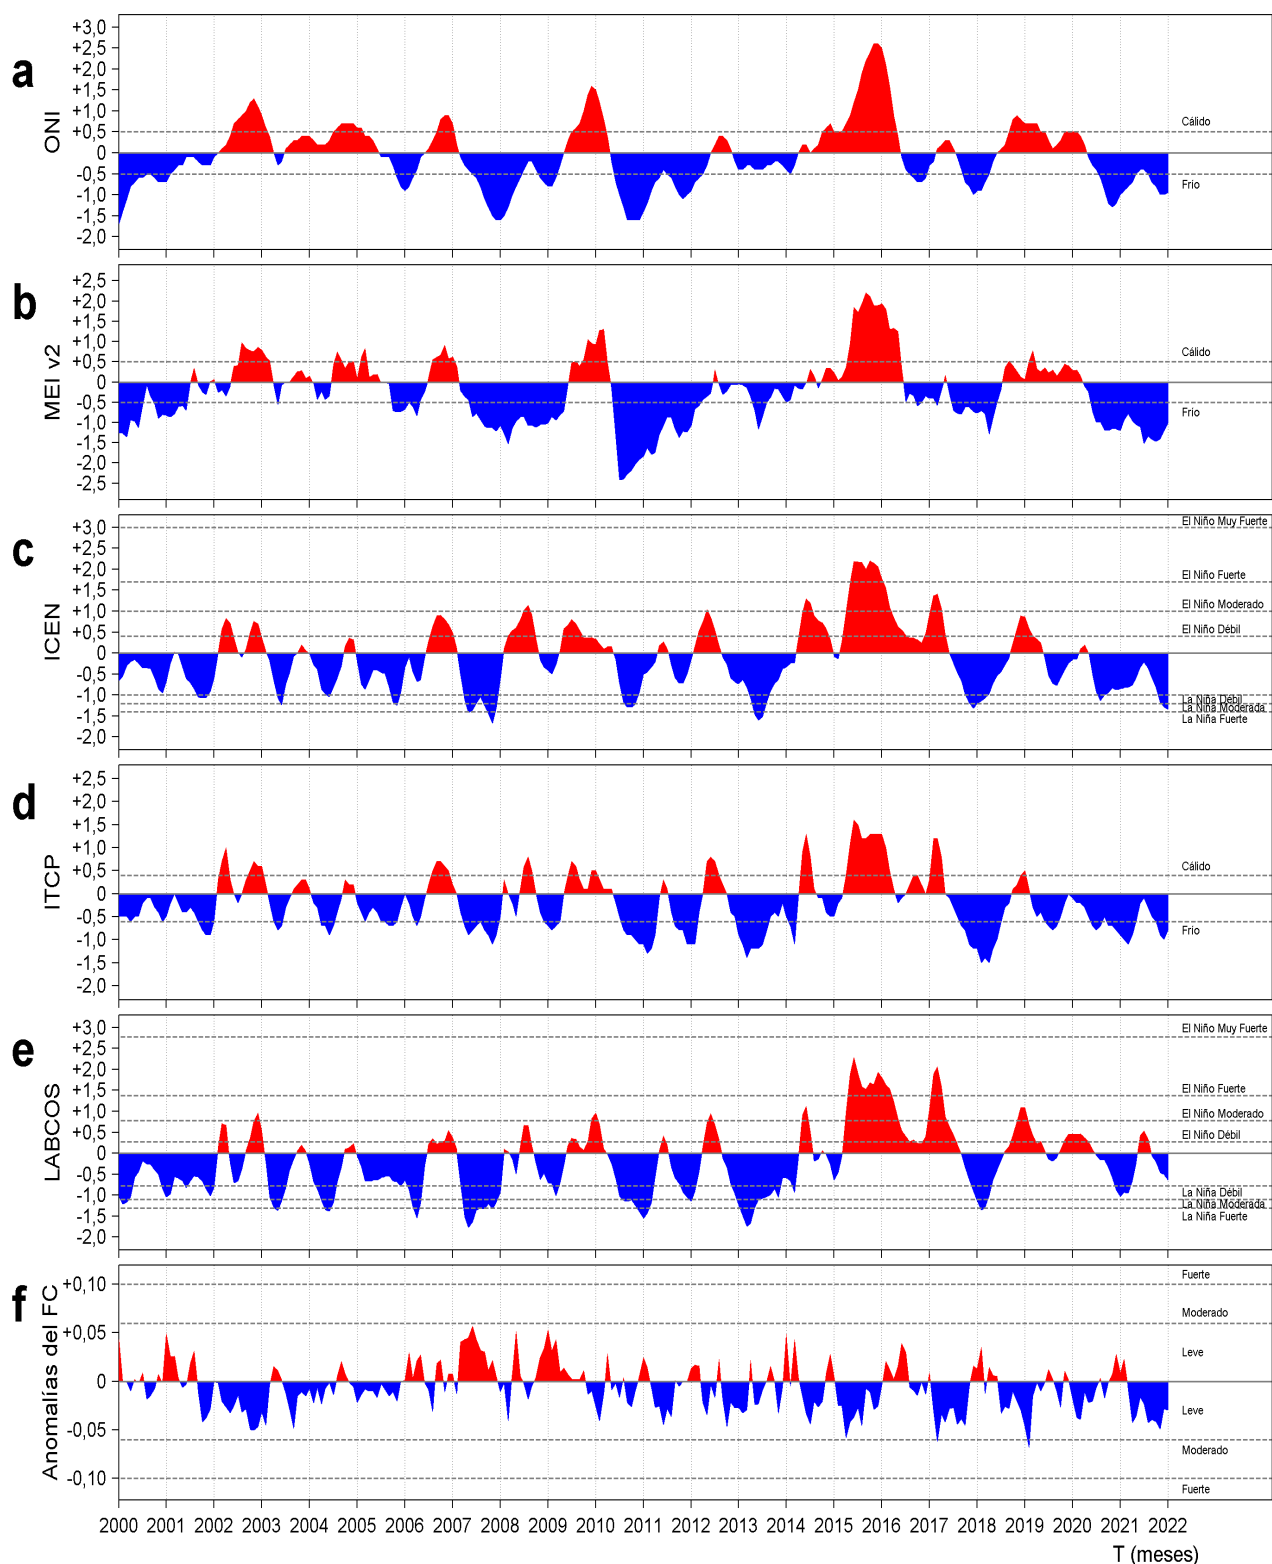 a
ONI
+3,0
+2,5
+2,0
+1,5
+1,0
+0,5
0
-0,5
-1,0
-1,5
-2,0
Cálido
Frío
b
MEI v2
+2,5
+2,0
+1,5
+1,0
+0,5
0
-0,5
-1,0
-1,5
-2,0
-2,5
Cálido
Frío
c
ICEN
+3,0
+2,5
+2,0
+1,5
+1,0
+0,5
0
-0,5
-1,0
-1,5
-2,0
El Niño Muy Fuerte
El Niño Fuerte
El Niño Moderado
El Niño Débil
La Niña Débil
La Niña Moderada
La Niña Fuerte
d
ITCP
+2,5
+2,0
+1,5
+1,0
+0,5
0
-0,5
-1,0
-1,5
-2,0
Cálido
Frío
e
LABCOS
+3,0
+2,5
+2,0
+1,5
+1,0
+0,5
0
-0,5
-1,0
-1,5
-2,0
El Niño Muy Fuerte
El Niño Fuerte
El Niño Moderado
El Niño Débil
La Niña Débil
La Niña Moderada
La Niña Fuerte
f
Anomalías del FC
+0,10
+0,05
0
-0,05
-0,10
Fuerte
Moderado
Leve
Leve
Moderado
Fuerte
2000 2001 2002 2003 2004 2005 2006 2007 2008 2009 2010 2011 2012 2013 2014 2015 2016 2017 2018 2019 2020 2021 2022
T (meses)